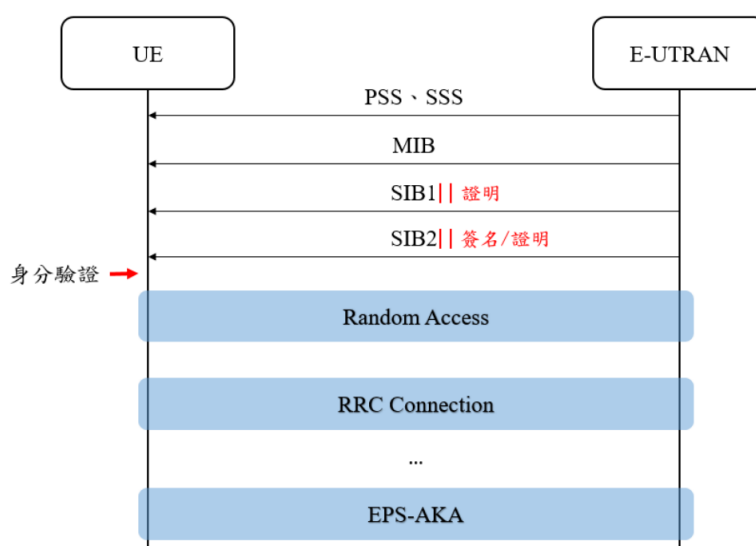 UE
E-UTRAN
PSS、SSS
MIB
SIB1|| 證明
SIB2|| 簽名/證明
身分驗證
Random Access
RRC Connection
...
EPS-AKA